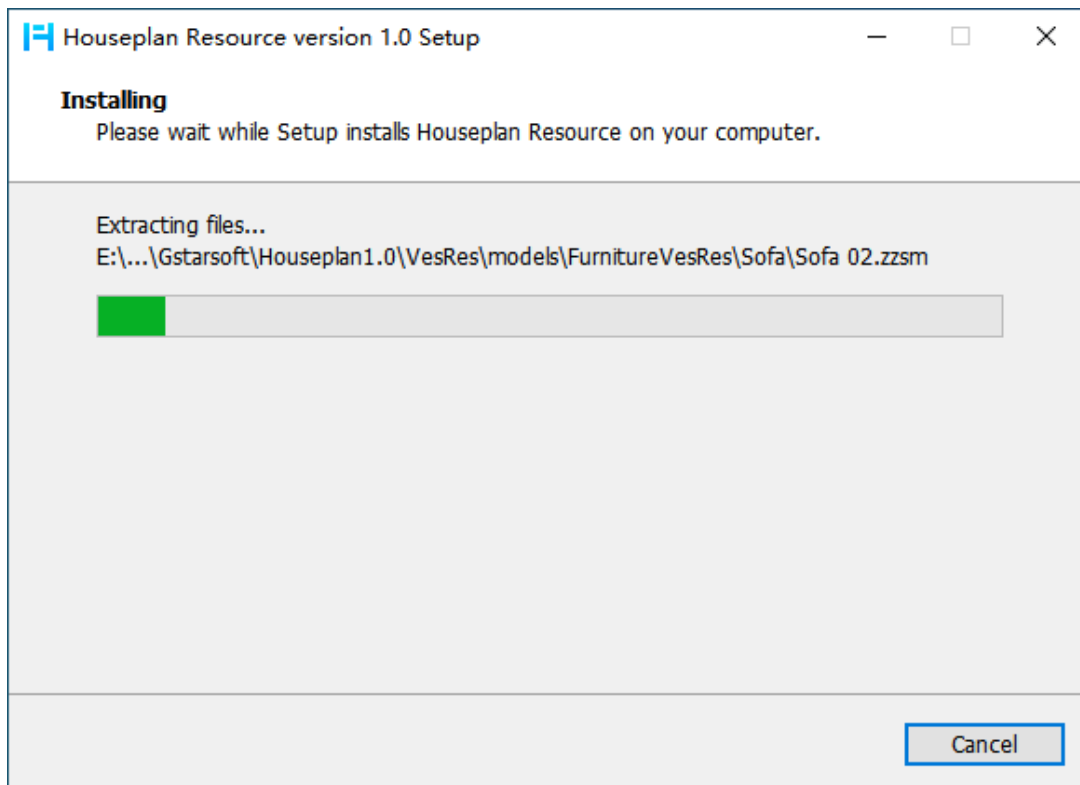 Houseplan Resource version 1.0 Setup
Installing
Please wait while Setup installs Houseplan Resource on your computer.
Extracting files...
E:\...\Gstarsoft\Houseplan1.0\VesRes\models\FurnitureVesRes\Sofa\Sofa 02.zzsm
Cancel